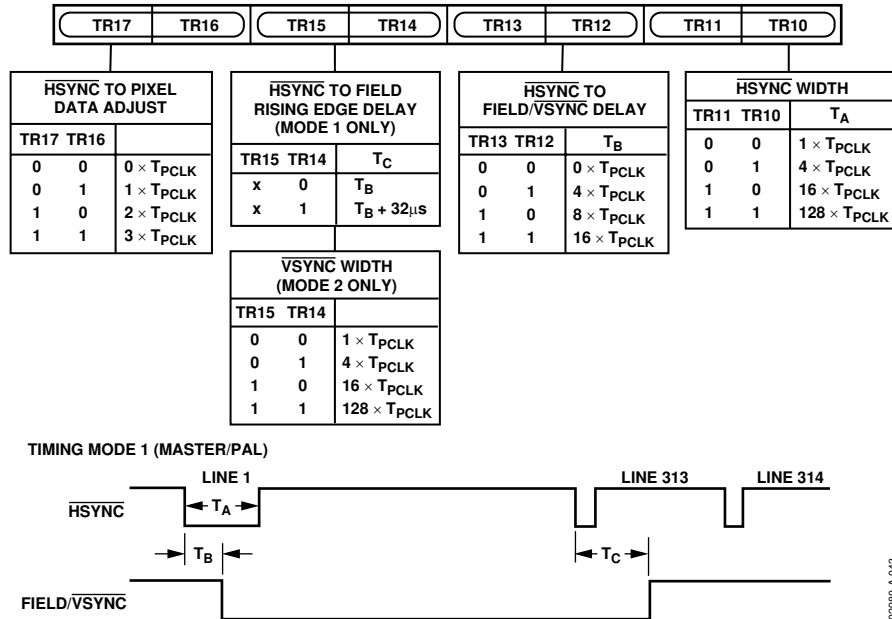 TR17 TR16 TR15 TR14 TR13 TR12 TR11 TR10
HSYNC TO PIXEL
DATA ADJUST
TR17 TR16
0 0 0 × TPCLK
0 1 1 × TPCLK
1 0 2 × TPCLK
1 1 3 × TPCLK
HSYNC TO FIELD
RISING EDGE DELAY
(MODE 1 ONLY)
TR15 TR14 TC
x 0 TB
x 1 TB + 32μs
VSYNC WIDTH
(MODE 2 ONLY)
TR15 TR14
0 0 1 × TPCLK
0 1 4 × TPCLK
1 0 16 × TPCLK
1 1 128 × TPCLK
HSYNC TO
FIELD/VSYNC DELAY
TR13 TR12 TB
0 0 0 × TPCLK
0 1 4 × TPCLK
1 0 8 × TPCLK
1 1 16 × TPCLK
HSYNC WIDTH
TR11 TR10 TA
0 0 1 × TPCLK
0 1 4 × TPCLK
1 0 16 × TPCLK
1 1 128 × TPCLK
TIMING MODE 1 (MASTER/PAL)
LINE 1 LINE 313 LINE 314
HSYNC
TA
TB
TC
FIELD/VSYNC